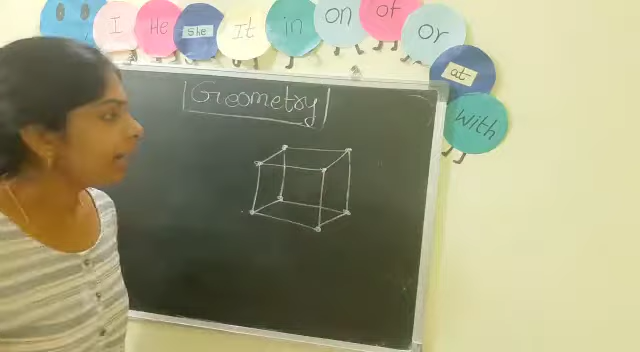 I
He
she
It
in
on
of
or
at
with
Geometry